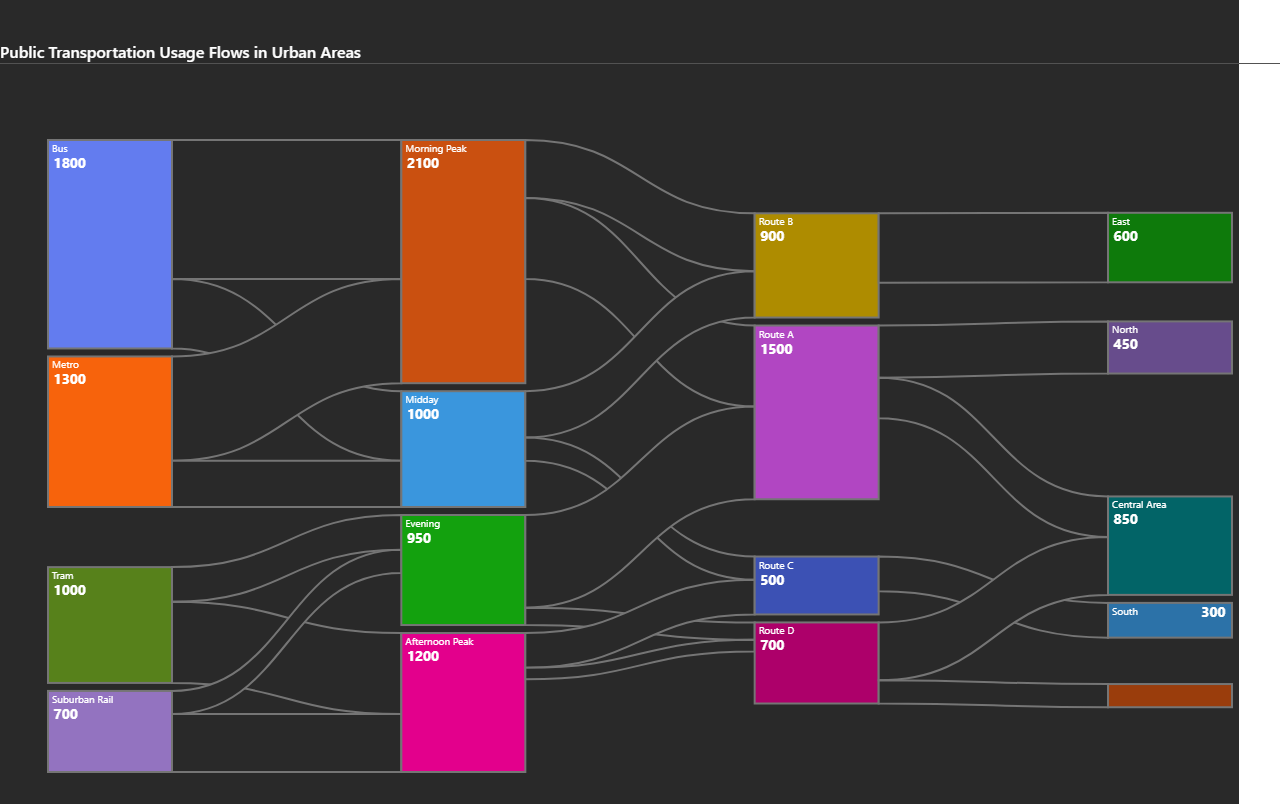 Public Transportation Usage Flows in Urban Areas
Bus
1800
Metro
1300
Tram
1000
Suburban Rail
700
Morning Peak
2100
Midday
1000
Evening
950
Afternoon Peak
1200
Route B
900
Route A
1500
Route C
500
Route D
700
East
600
North
450
Central Area
850
South 300